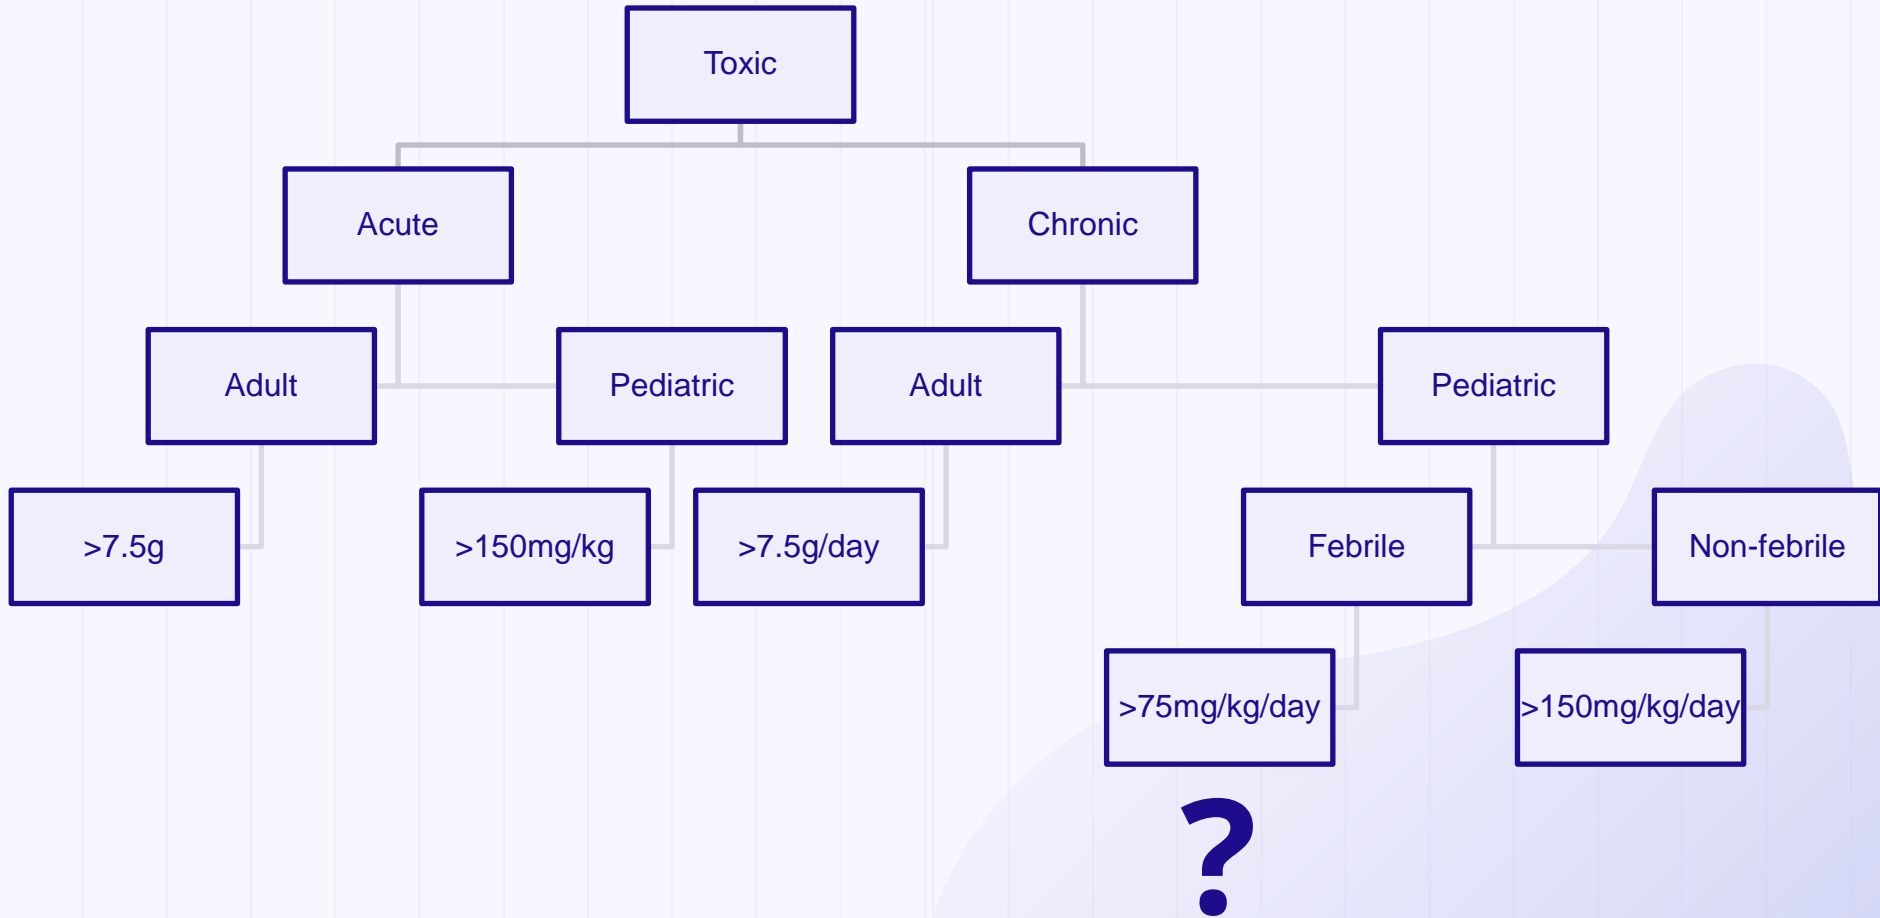 Toxic
Acute
Chronic
Adult
Pediatric
Adult
Pediatric
>7.5g
>150mg/kg
>7.5g/day
Febrile
Non-febrile
>75mg/kg/day
>150mg/kg/day
?